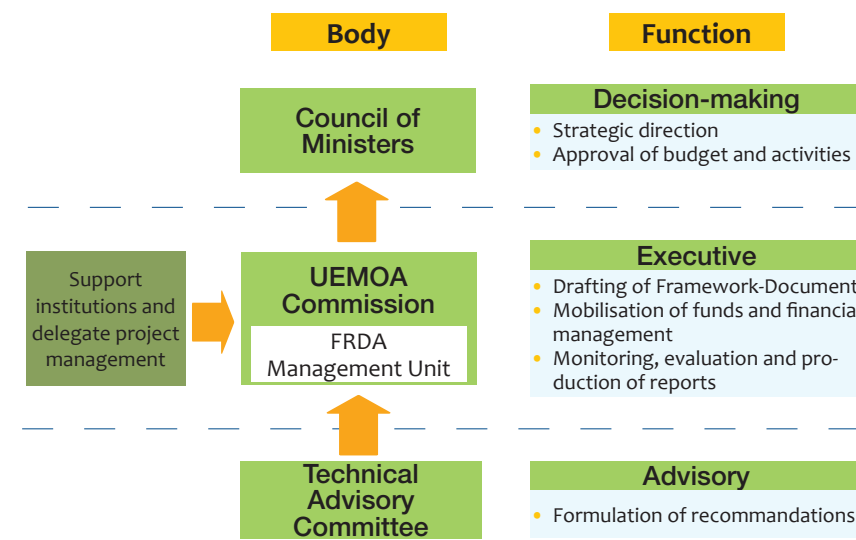 Body
Function
Council of
Ministers
Decision-making
• Strategic direction
• Approval of budget and activities
Support
institutions and
delegate project
management
UEMOA
Commission
FRDA
Management Unit
Executive
• Drafting of Framework-Document
• Mobilisation of funds and financia
management
• Monitoring, evaluation and pro-
duction of reports
Technical
Advisory
Committee
Advisory
• Formulation of recommandations